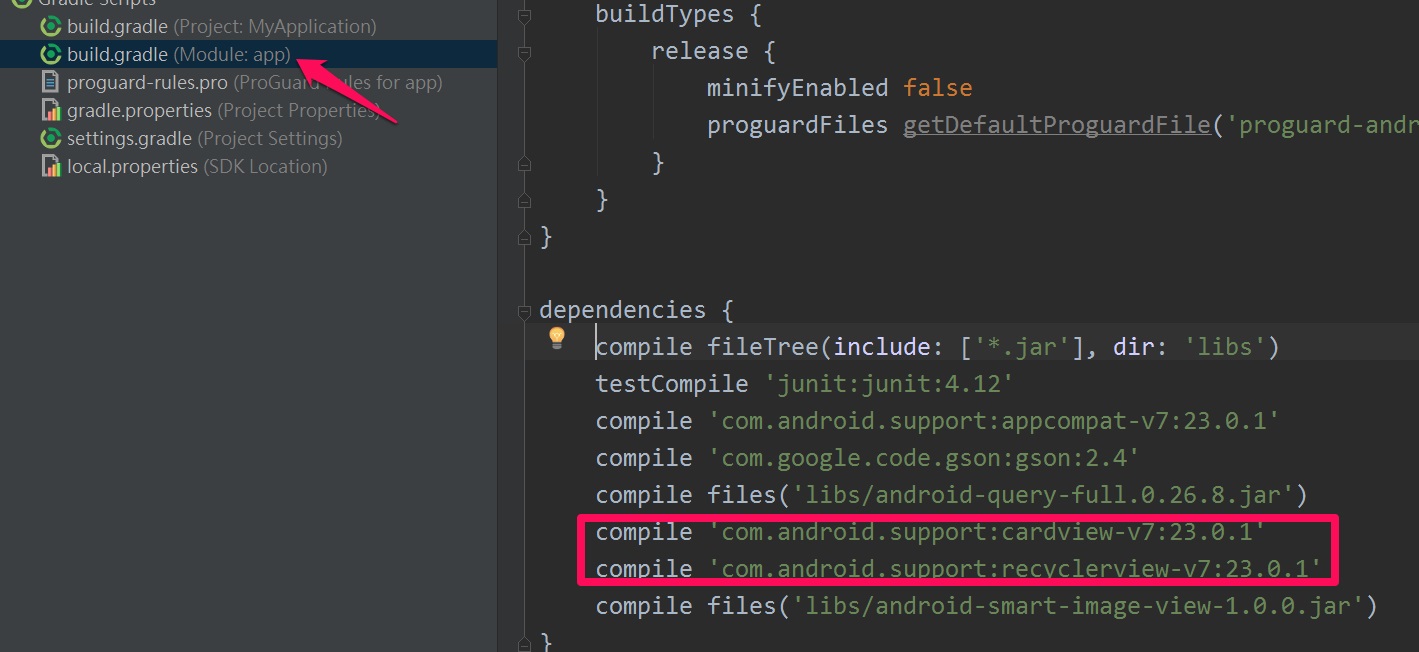 Gradle Scripts
build.gradle (Project: MyApplication)
build.gradle (Module: app)
proguard-rules.pro (ProGuard Rules for app)
gradle.properties (Project Properties)
settings.gradle (Project Settings)
local.properties (SDK Location)
buildTypes {
release {
minifyEnabled false
proguardFiles getDefaultProguardFile('proguard-andr
}
}
}
dependencies {
compile fileTree(include: ['*.jar'], dir: 'libs')
testCompile 'junit:junit:4.12'
compile 'com.android.support:appcompat-v7:23.0.1'
compile 'com.google.code.gson:gson:2.4'
compile files('libs/android-query-full.0.26.8.jar')
compile 'com.android.support:cardview-v7:23.0.1'
compile 'com.android.support:recyclerview-v7:23.0.1'
compile files('libs/android-smart-image-view-1.0.0.jar')
}